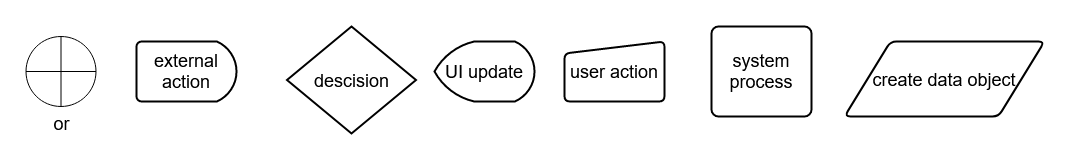 or
external
action
descision
UI update
user action
system
process
create data object